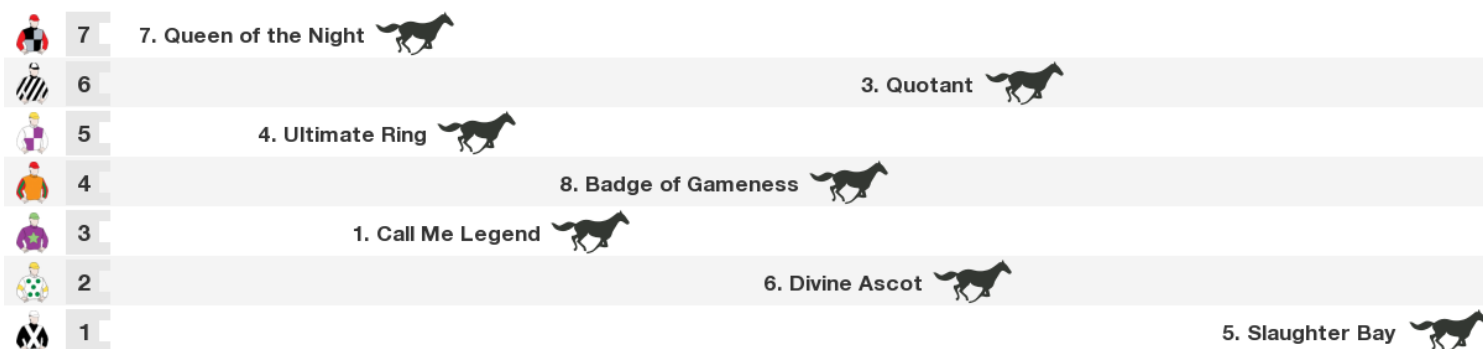 7 7. Queen of the Night
6 3. Quotant
5 4. Ultimate Ring
4 8. Badge of Gameness
3 1. Call Me Legend
2 6. Divine Ascot
1 5. Slaughter Bay